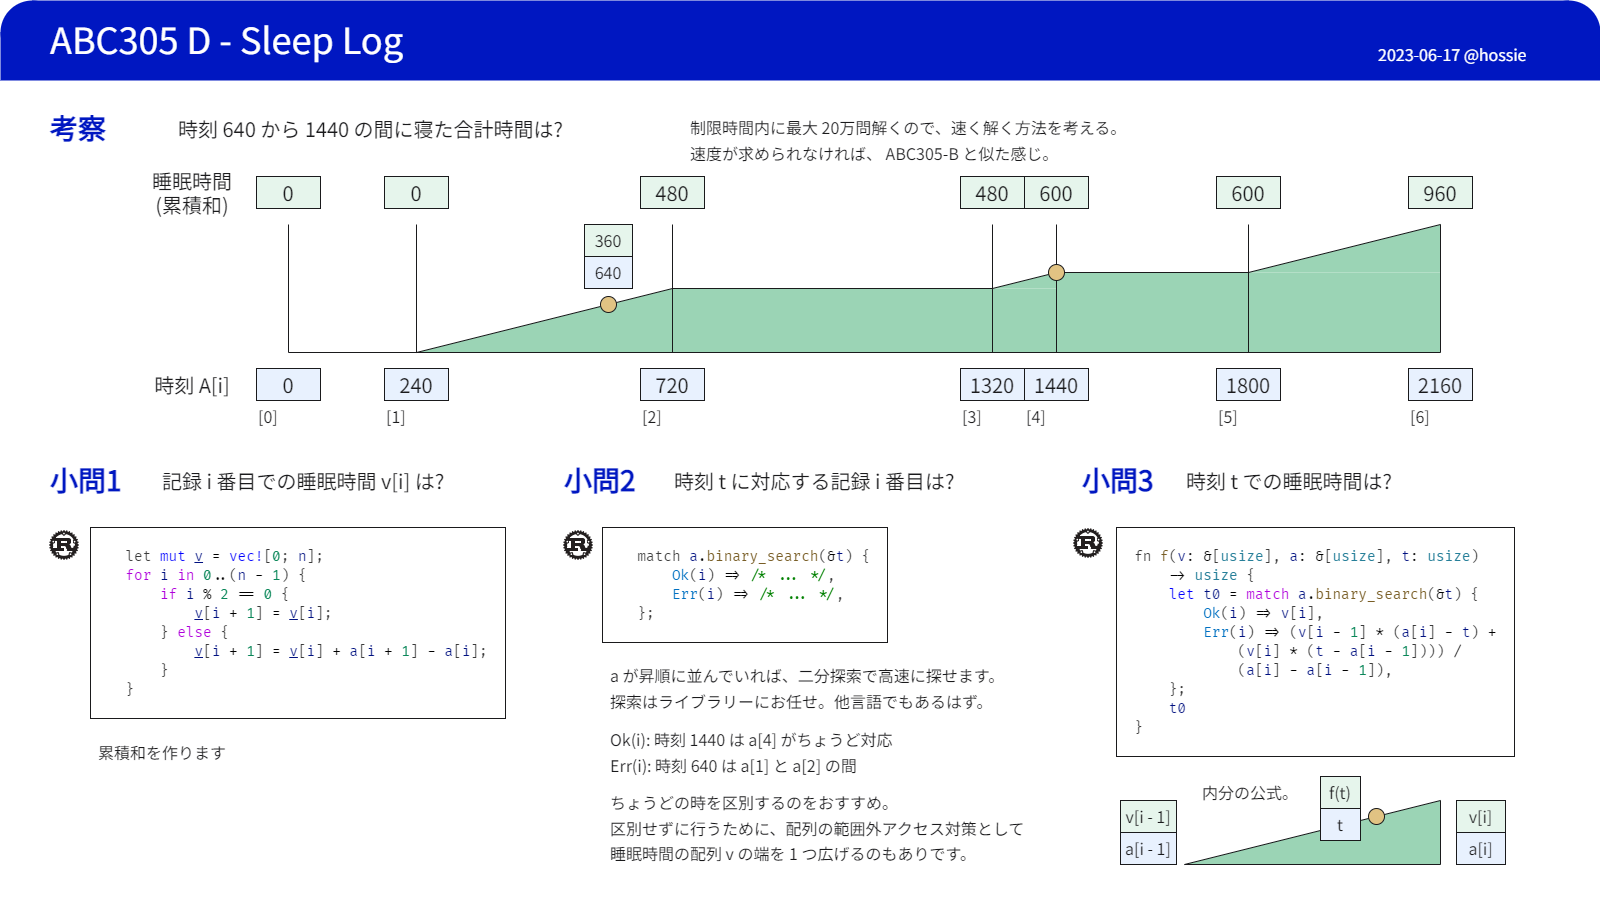 ABC305 D - Sleep Log
2023-06-17 @hossie
考察
時刻 640 から 1440 の間に寝た合計時間は?
制限時間内に最大 20万問解くので、速く解く方法を考える。
速度が求められなければ、 ABC305-B と似た感じ。
睡眠時間
(累積和)
0
0
480
480
600
600
960
360
640
時刻 A[i]
0
240
720
1320
1440
1800
2160
[0]
[1]
[2]
[3]
[4]
[5]
[6]
小問1
記録 i 番目での睡眠時間 v[i] は?
let mut v = vec![0; n];
for i in 0..(n - 1) {
if i % 2 == 0 {
v[i + 1] = v[i];
} else {
v[i + 1] = v[i] + a[i + 1] - a[i];
}
}
累積和を作ります
小問2
時刻 t に対応する記録 i 番目は?
match a.binary_search(&t) {
Ok(i) => /* ... */,
Err(i) => /* ... */,
};
a が昇順に並んでいれば、二分探索で高速に探せます。
探索はライブラリーにお任せ。他言語でもあるはず。
Ok(i): 時刻 1440 は a[4] がちょうど対応
Err(i): 時刻 640 は a[1] と a[2] の間
ちょうどの時を区別するのをおすすめ。
区別せずに行うために、配列の範囲外アクセス対策として
睡眠時間の配列 v の端を 1 つ広げるのもありです。
小問3
時刻 t での睡眠時間は?
fn f(v: &[usize], a: &[usize], t: usize)
-> usize {
let t0 = match a.binary_search(&t) {
Ok(i) => v[i],
Err(i) => (v[i - 1] * (a[i] - t) +
(v[i] * (t - a[i - 1]))) /
(a[i] - a[i - 1]),
};
t0
}
内分の公式。
f(t)
t
v[i - 1]
a[i - 1]
v[i]
a[i]